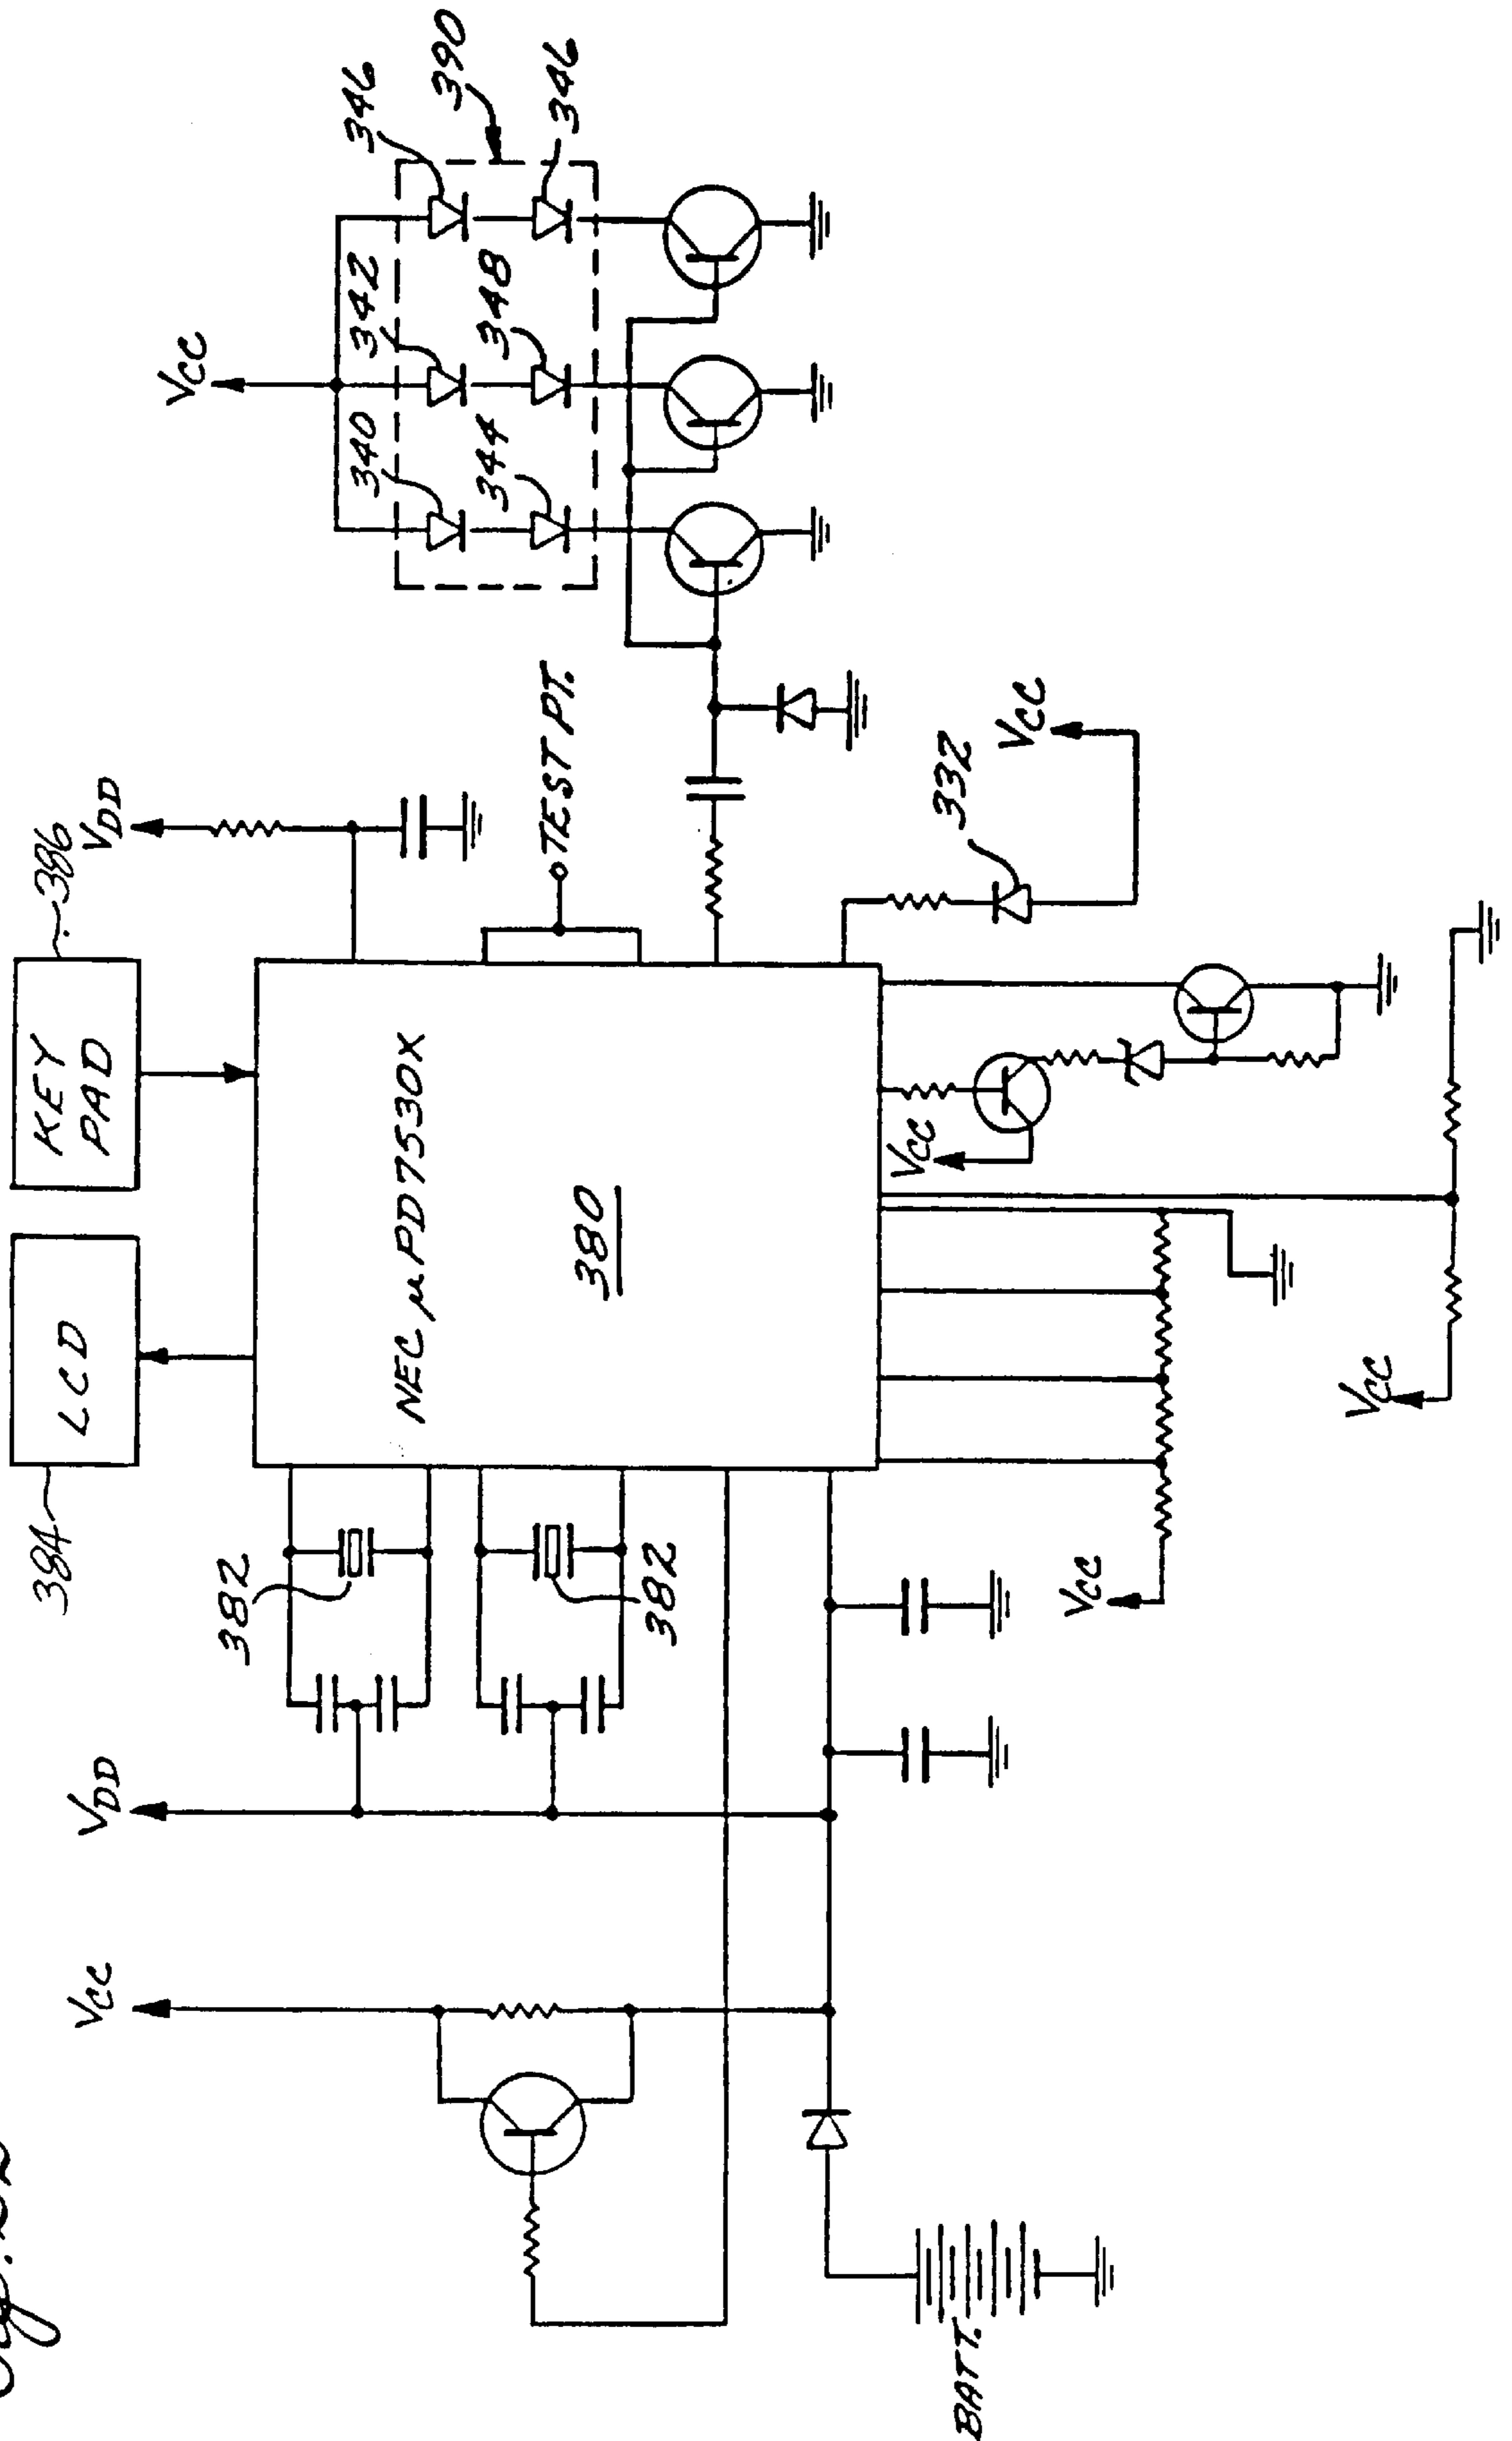 384
LCD
KEY
PAD
386
VDD
VCC
VDD
VCC
340
342
346
390
344
348
346
382
382
NEC μPD7530X
380
TEST PT.
332
VCC
VCC
VCC
VCC
BATT.